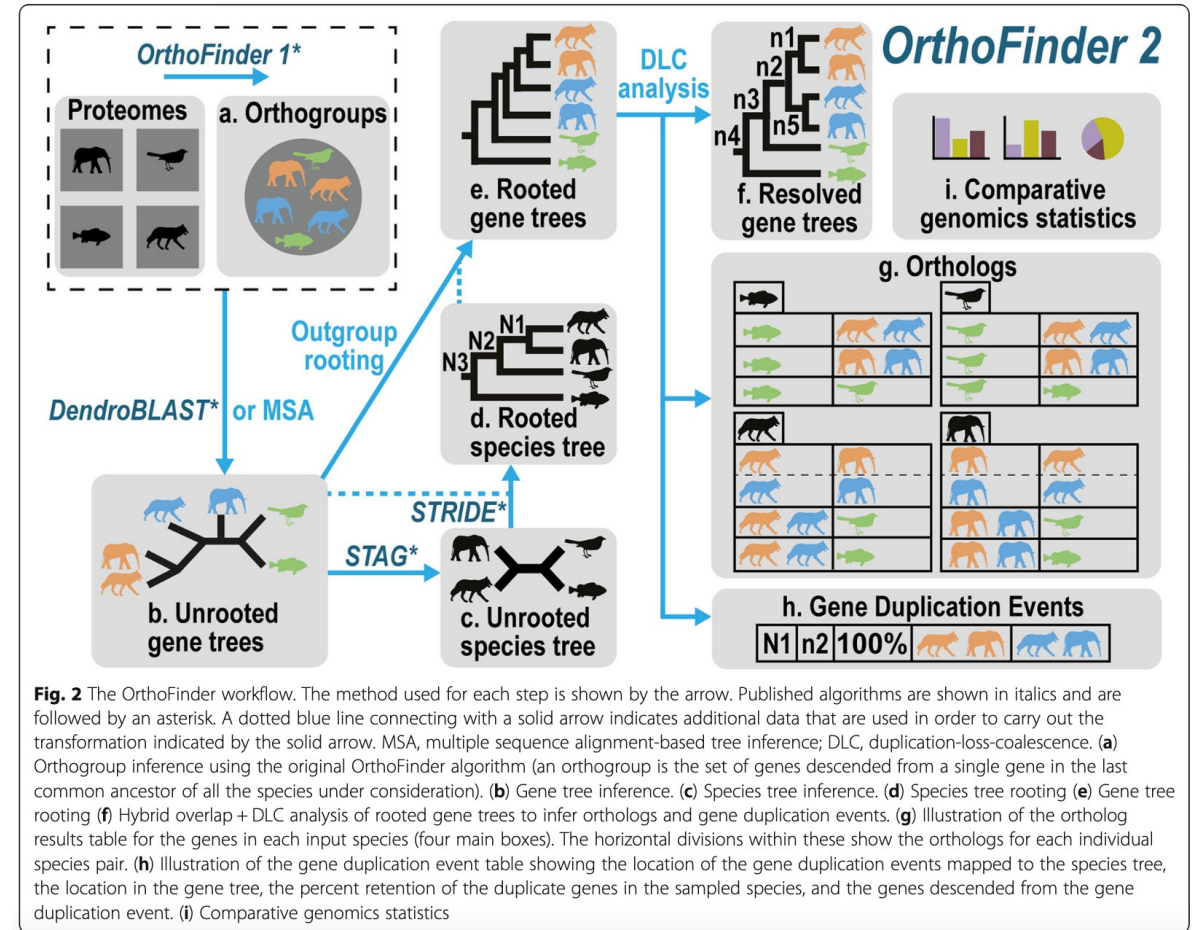 OrthoFinder 1*
Proteomes
a. Orthogroups
DendroBLAST* or MSA
b. Unrooted
gene trees
STAG*
c. Unrooted
species tree
STRIDE*
N1
N2
N3
d. Rooted
species tree
Outgroup
rooting
e. Rooted
gene trees
DLC
analysis
n1
n2
n3
n5
n4
f. Resolved
gene trees
OrthoFinder 2
i. Comparative
genomics statistics
g. Orthologs
h. Gene Duplication Events
N1 n2 100%
Fig. 2 The OrthoFinder workflow. The method used for each step is shown by the arrow. Published algorithms are shown in italics and are
followed by an asterisk. A dotted blue line connecting with a solid arrow indicates additional data that are used in order to carry out the
transformation indicated by the solid arrow. MSA, multiple sequence alignment-based tree inference; DLC, duplication-loss-coalescence. (a)
Orthogroup inference using the original OrthoFinder algorithm (an orthogroup is the set of genes descended from a single gene in the last
common ancestor of all the species under consideration). (b) Gene tree inference. (c) Species tree inference. (d) Species tree rooting (e) Gene tree
rooting (f) Hybrid overlap + DLC analysis of rooted gene trees to infer orthologs and gene duplication events. (g) Illustration of the ortholog
results table for the genes in each input species (four main boxes). The horizontal divisions within these show the orthologs for each individual
species pair. (h) Illustration of the gene duplication event table showing the location of the gene duplication events mapped to the species tree,
the location in the gene tree, the percent retention of the duplicate genes in the sampled species, and the genes descended from the gene
duplication event. (i) Comparative genomics statistics